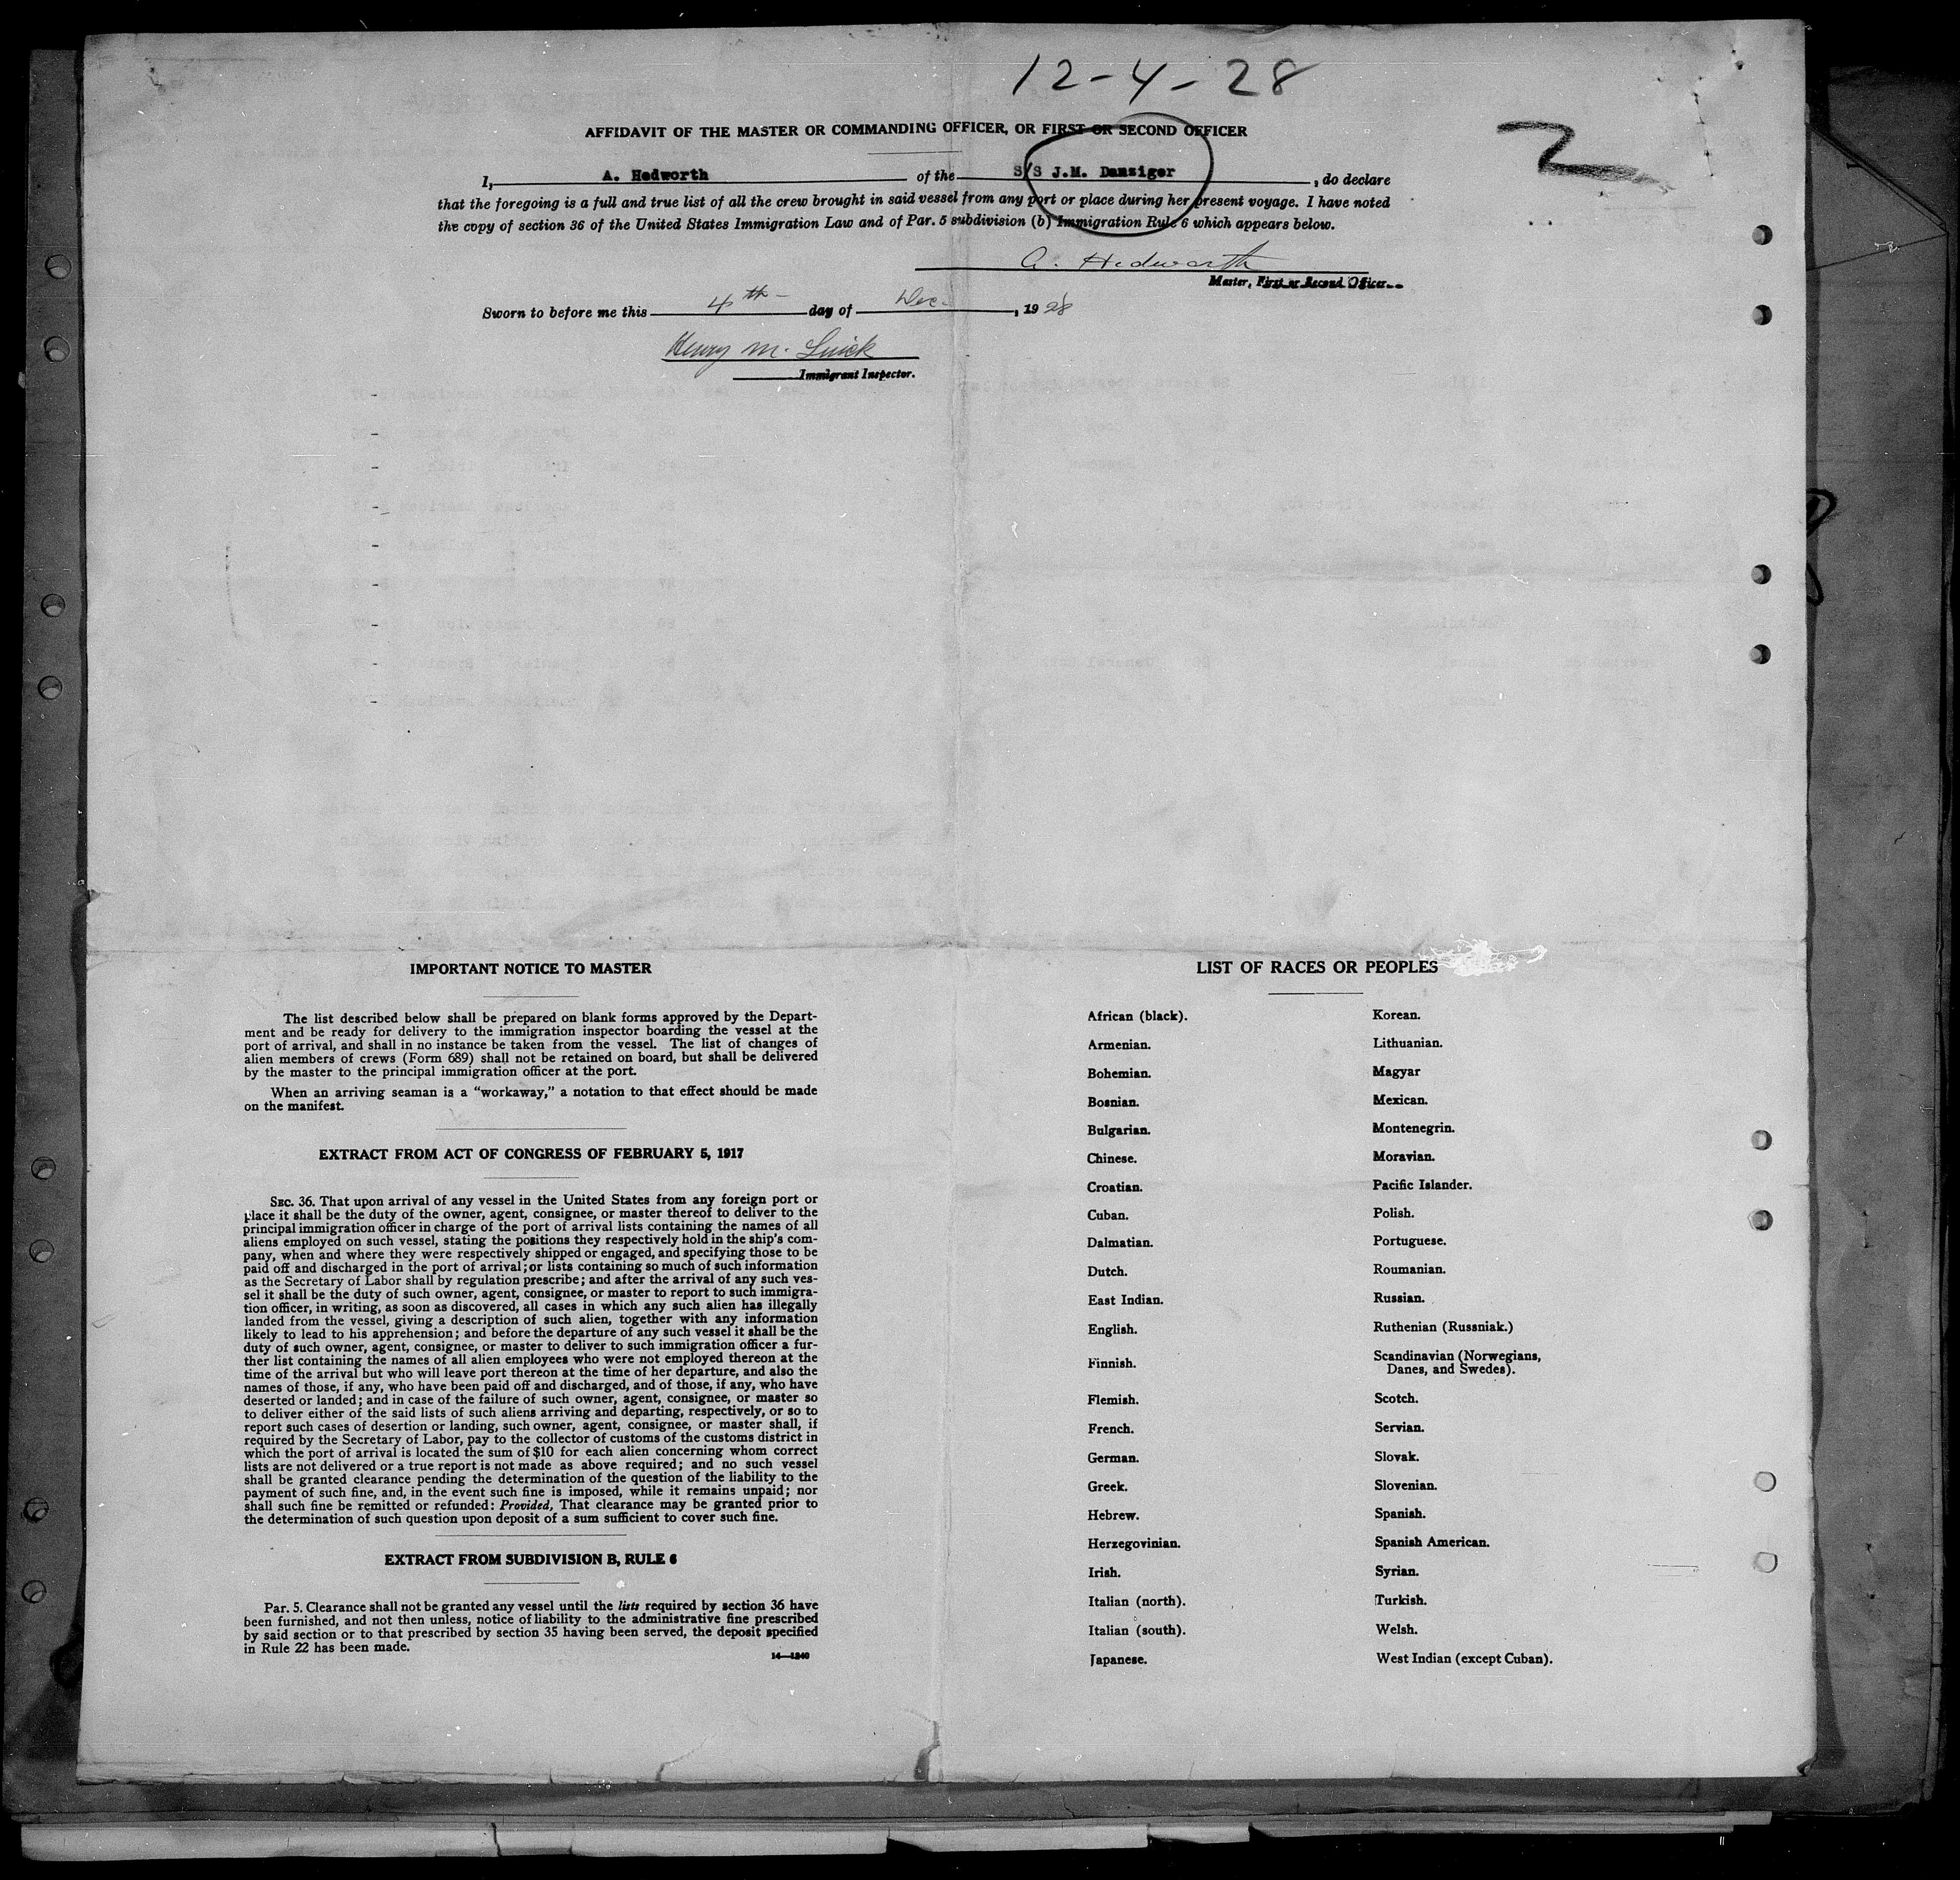 12-4-28
2
AFFIDAVIT OF THE MASTER OR COMMANDING OFFICER, OR FIRST OR SECOND OFFICER
I, A. Hedworth of the S/S J.M. Danziger, do declare
that the foregoing is a full and true list of all the crew brought in said vessel from any port or place during her present voyage. I have noted
the copy of section 36 of the United States Immigration Law and of Par. 5 subdivision (b) Immigration Rule 6 which appears below.
A. Hedworth
Master, First or Second Officer.
Sworn to before me this 4th day of Dec., 1928
Henry M.
Immigrant Inspector.
IMPORTANT NOTICE TO MASTER
The list described below shall be prepared on blank forms approved by the Depart-
ment and be ready for delivery to the immigration inspector boarding the vessel at the
port of arrival, and shall in no instance be taken from the vessel. The list of changes of
alien members of crews (Form 689) shall not be retained on board, but shall be delivered
by the master to the principal immigration officer at the port.
When an arriving seaman is a "workaway," a notation to that effect should be made
on the manifest.
EXTRACT FROM ACT OF CONGRESS OF FEBRUARY 5, 1917
SEC. 36. That upon arrival of any vessel in the United States from any foreign port or
place it shall be the duty of the owner, agent, consignee, or master thereof to deliver to the
principal immigration officer in charge of the port of arrival lists containing the names of all
aliens employed on such vessel, stating the positions they respectively hold in the ship's com-
pany, when and where they were respectively shipped or engaged, and specifying those to be
paid off and discharged in the port of arrival; or lists containing so much of such information
as the Secretary of Labor shall by regulation prescribe; and after the arrival of any such ves-
sel it shall be the duty of such owner, agent, consignee, or master to report to such immigra-
tion officer, in writing, as soon as discovered, all cases in which any such alien has illegally
landed from the vessel, giving a description of such alien, together with any information
likely to lead to his apprehension; and before the departure of any such vessel it shall be the
duty of such owner, agent, consignee, or master to deliver to such immigration officer a fur-
ther list containing the names of all alien employees who were not employed thereon at the
time of the arrival but who will leave port thereon at the time of her departure, and also the
names of those, if any, who have been paid off and discharged, and of those, if any, who have
deserted or landed; and in case of the failure of such owner, agent, consignee, or master so
to deliver either of the said lists of such aliens arriving and departing, respectively, or so to
report such cases of desertion or landing, such owner, agent, consignee, or master shall, if
required by the Secretary of Labor, pay to the collector of customs of the customs district in
which the port of arrival is located the sum of $10 for each alien concerning whom correct
lists are not delivered or a true report is not made as above required; and no such vessel
shall be granted clearance pending the determination of the question of the liability to the
payment of such fine, and, in the event such fine is imposed, while it remains unpaid; nor
shall such fine be remitted or refunded: Provided, That clearance may be granted prior to
the determination of such question upon deposit of a sum sufficient to cover such fine.
EXTRACT FROM SUBDIVISION B, RULE 6
Par. 5. Clearance shall not be granted any vessel until the lists required by section 36 have
been furnished, and not then unless, notice of liability to the administrative fine prescribed
by said section or to that prescribed by section 35 having been served, the deposit specified
in Rule 22 has been made.
14—1240
LIST OF RACES OR PEOPLES
African (black).
Armenian.
Bohemian.
Bosnian.
Bulgarian.
Chinese.
Croatian.
Cuban.
Dalmatian.
Dutch.
East Indian.
English.
Finnish.
Flemish.
French.
German.
Greek.
Hebrew.
Herzegovinian.
Irish.
Italian (north).
Italian (south).
Japanese.
Korean.
Lithuanian.
Magyar
Mexican.
Montenegrin.
Moravian.
Pacific Islander.
Polish.
Portuguese.
Roumanian.
Russian.
Ruthenian (Russniak.)
Scandinavian (Norwegians,
Danes, and Swedes).
Scotch.
Servian.
Slovak.
Slovenian.
Spanish.
Spanish American.
Syrian.
Turkish.
Welsh.
West Indian (except Cuban).